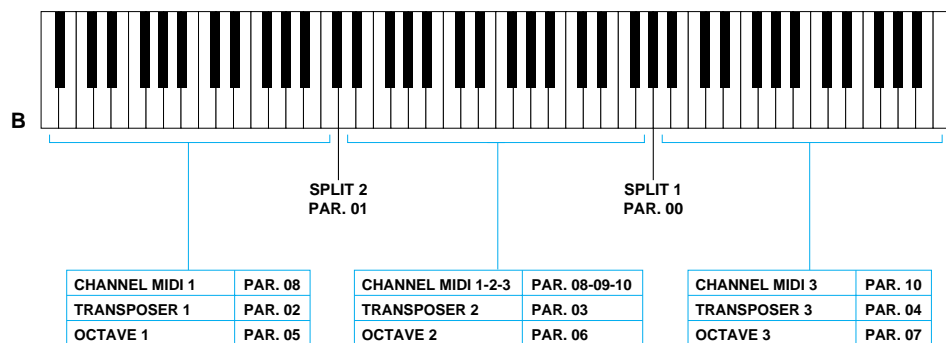 B
SPLIT 2 SPLIT 1
PAR. 01 PAR. 00
CHANNEL MIDI 1 PAR. 08 CHANNEL MIDI 1-2-3 PAR. 08-09-10 CHANNEL MIDI 3 PAR. 10
TRANSPOSER 1 PAR. 02 TRANSPOSER 2 PAR. 03 TRANSPOSER 3 PAR. 04
OCTAVE 1 PAR. 05 OCTAVE 2 PAR. 06 OCTAVE 3 PAR. 07